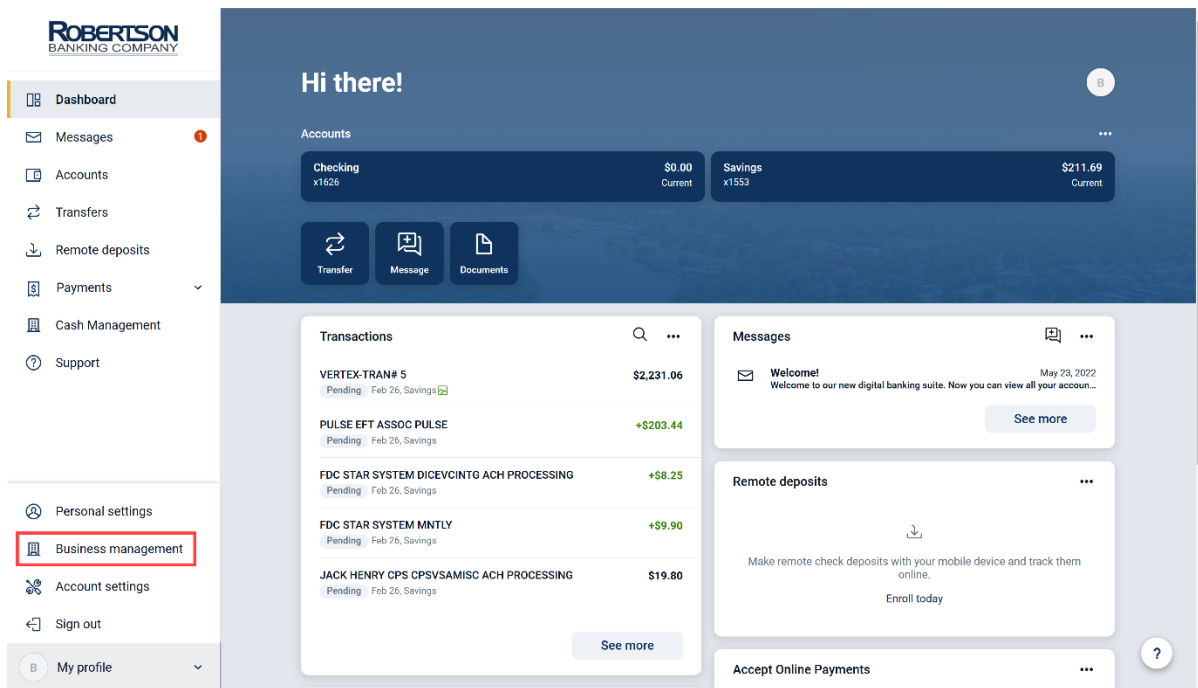 ROBERTSON
BANKING COMPANY
Dashboard
Messages 1
Accounts
Transfers
Remote deposits
Payments
Cash Management
Support
Personal settings
Business management
Account settings
Sign out
B My profile
Hi there!
B
Accounts
Checking $0.00
x1626 Current
Savings $211.69
x1553 Current
Transfer
Message
Documents
Transactions
VERTEX-TRAN# 5 $2,231.06
Pending Feb 26, Savings
PULSE EFT ASSOC PULSE +$203.44
Pending Feb 26, Savings
FDC STAR SYSTEM DICEVCINTG ACH PROCESSING +$8.25
Pending Feb 26, Savings
FDC STAR SYSTEM MNTLY +$9.90
Pending Feb 26, Savings
JACK HENRY CPS CPSVSAMISC ACH PROCESSING $19.80
Pending Feb 26, Savings
See more
Messages
Welcome! May 23, 2022
Welcome to our new digital banking suite. Now you can view all your accoun...
See more
Remote deposits
Make remote check deposits with your mobile device and track them
online.
Enroll today
Accept Online Payments
?